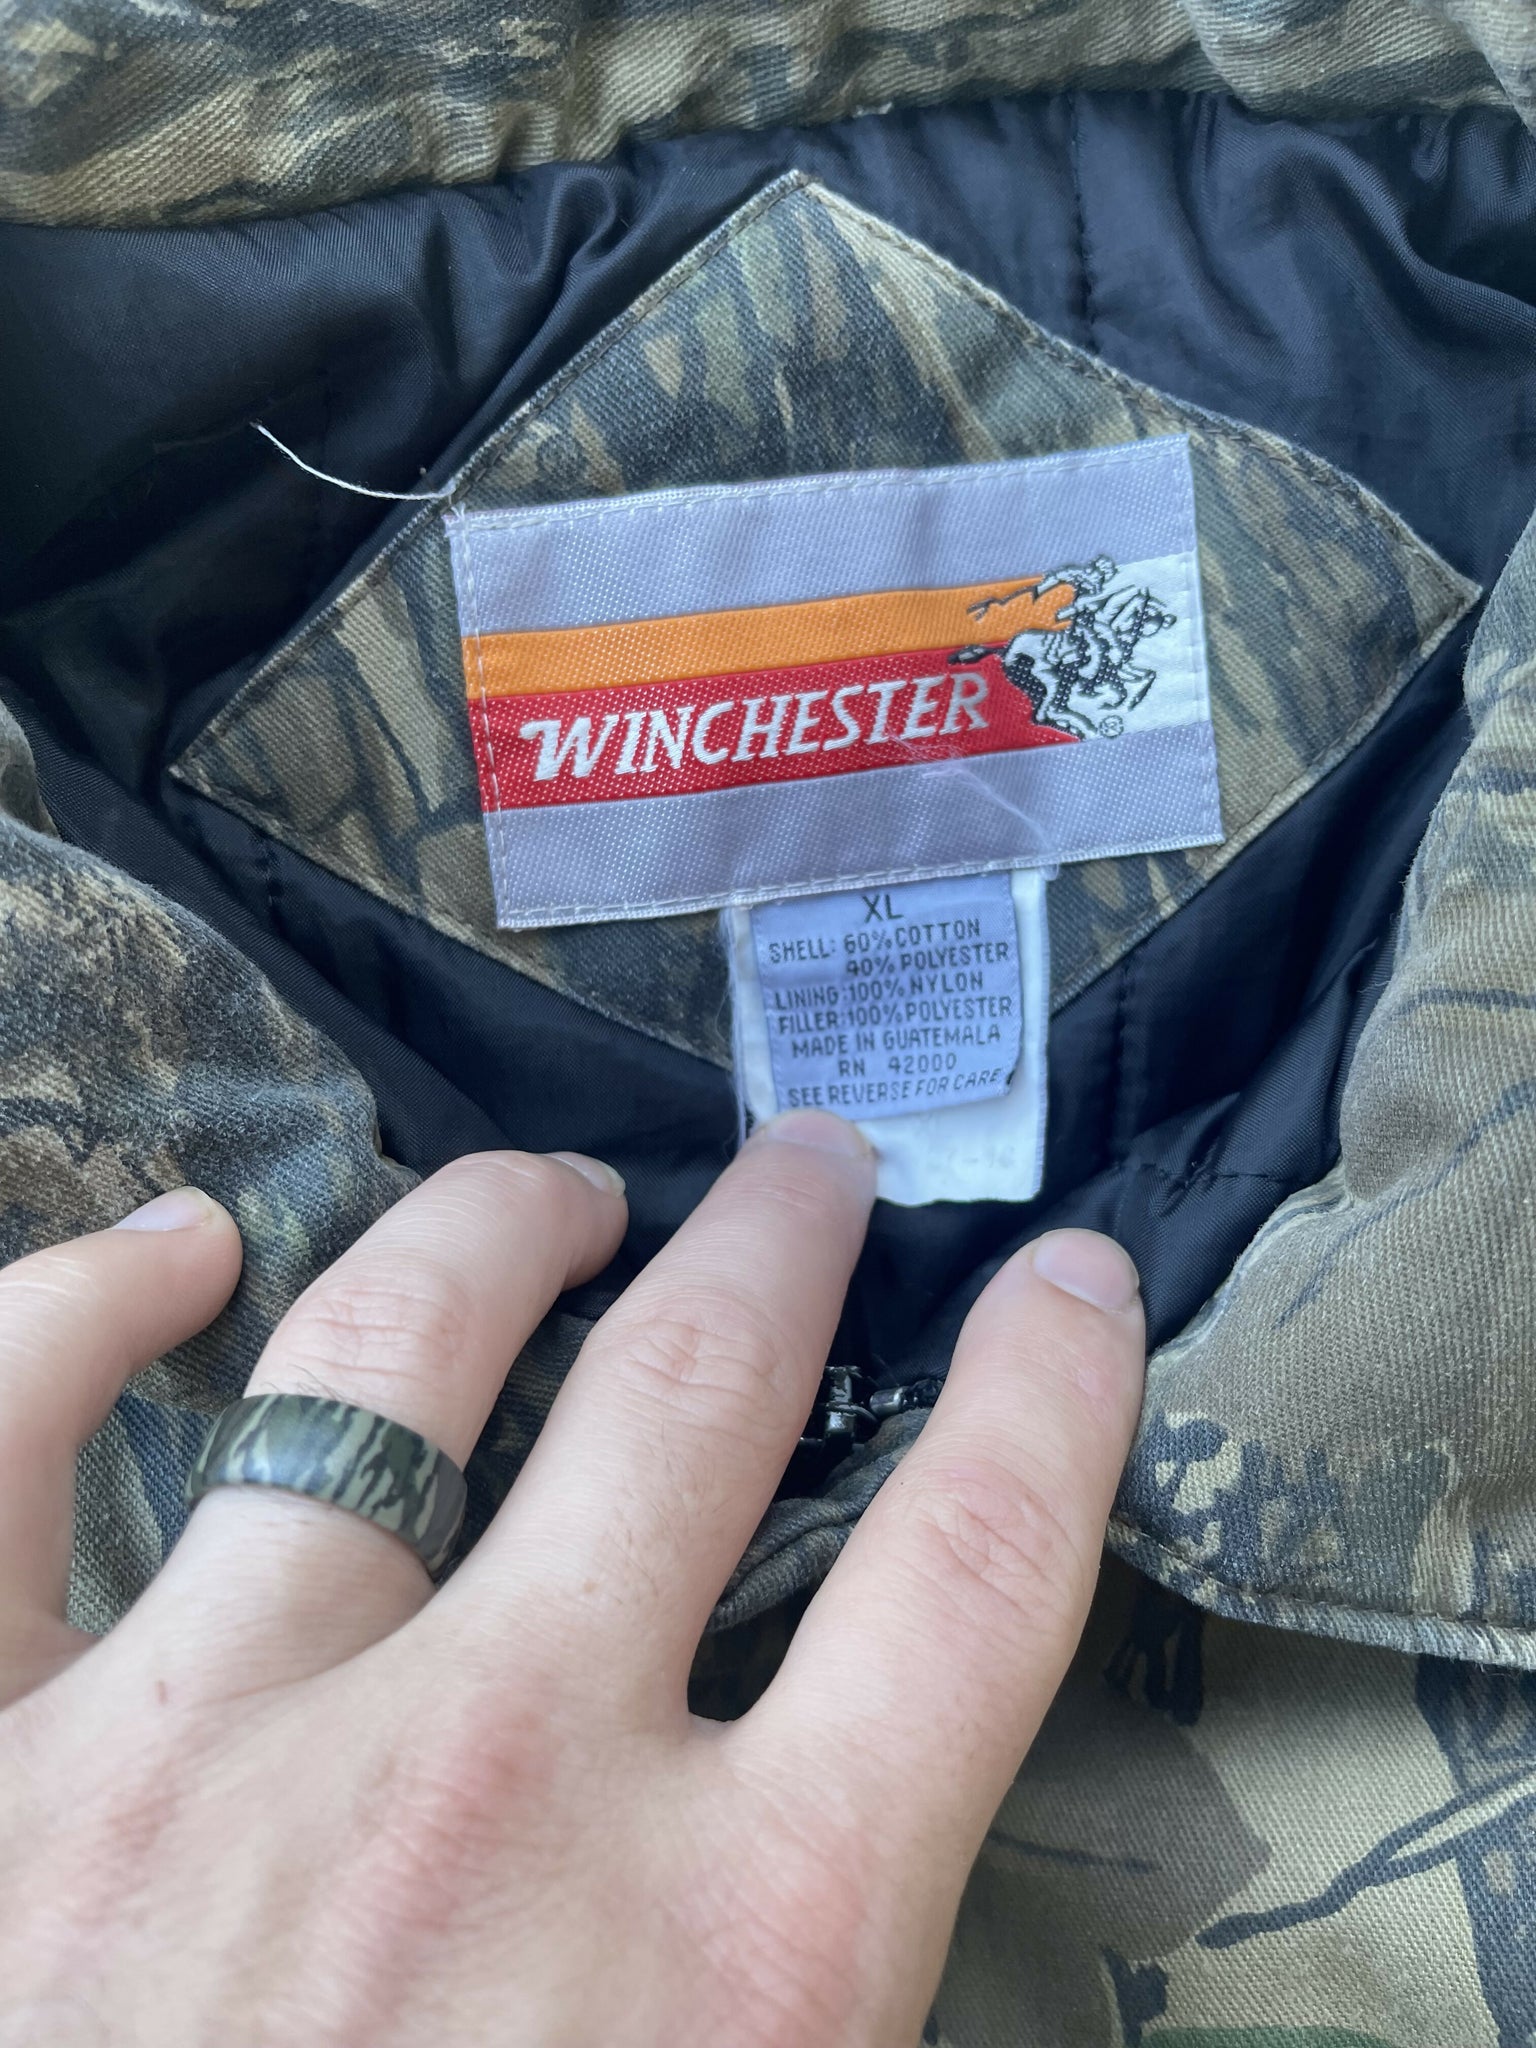 WINCHESTER
XL
SHELL: 60% COTTON
40% POLYESTER
LINING: 100% NYLON
FILLER: 100% POLYESTER
MADE IN GUATEMALA
RN 42000
SEE REVERSE FOR CARE